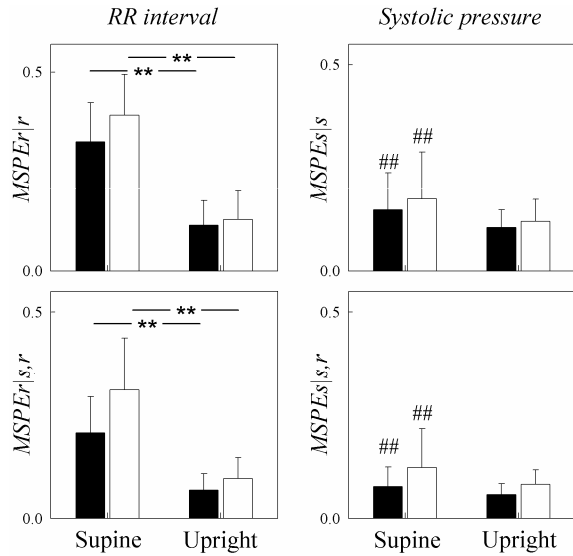 RR interval
Systolic pressure
MSPEr|r
0.5
**
**
0.0
MSPEs|s
0.5
##
##
0.0
MSPEr|s,r
0.5
**
**
0.0
Supine
Upright
MSPEs|s,r
0.5
##
##
0.0
Supine
Upright